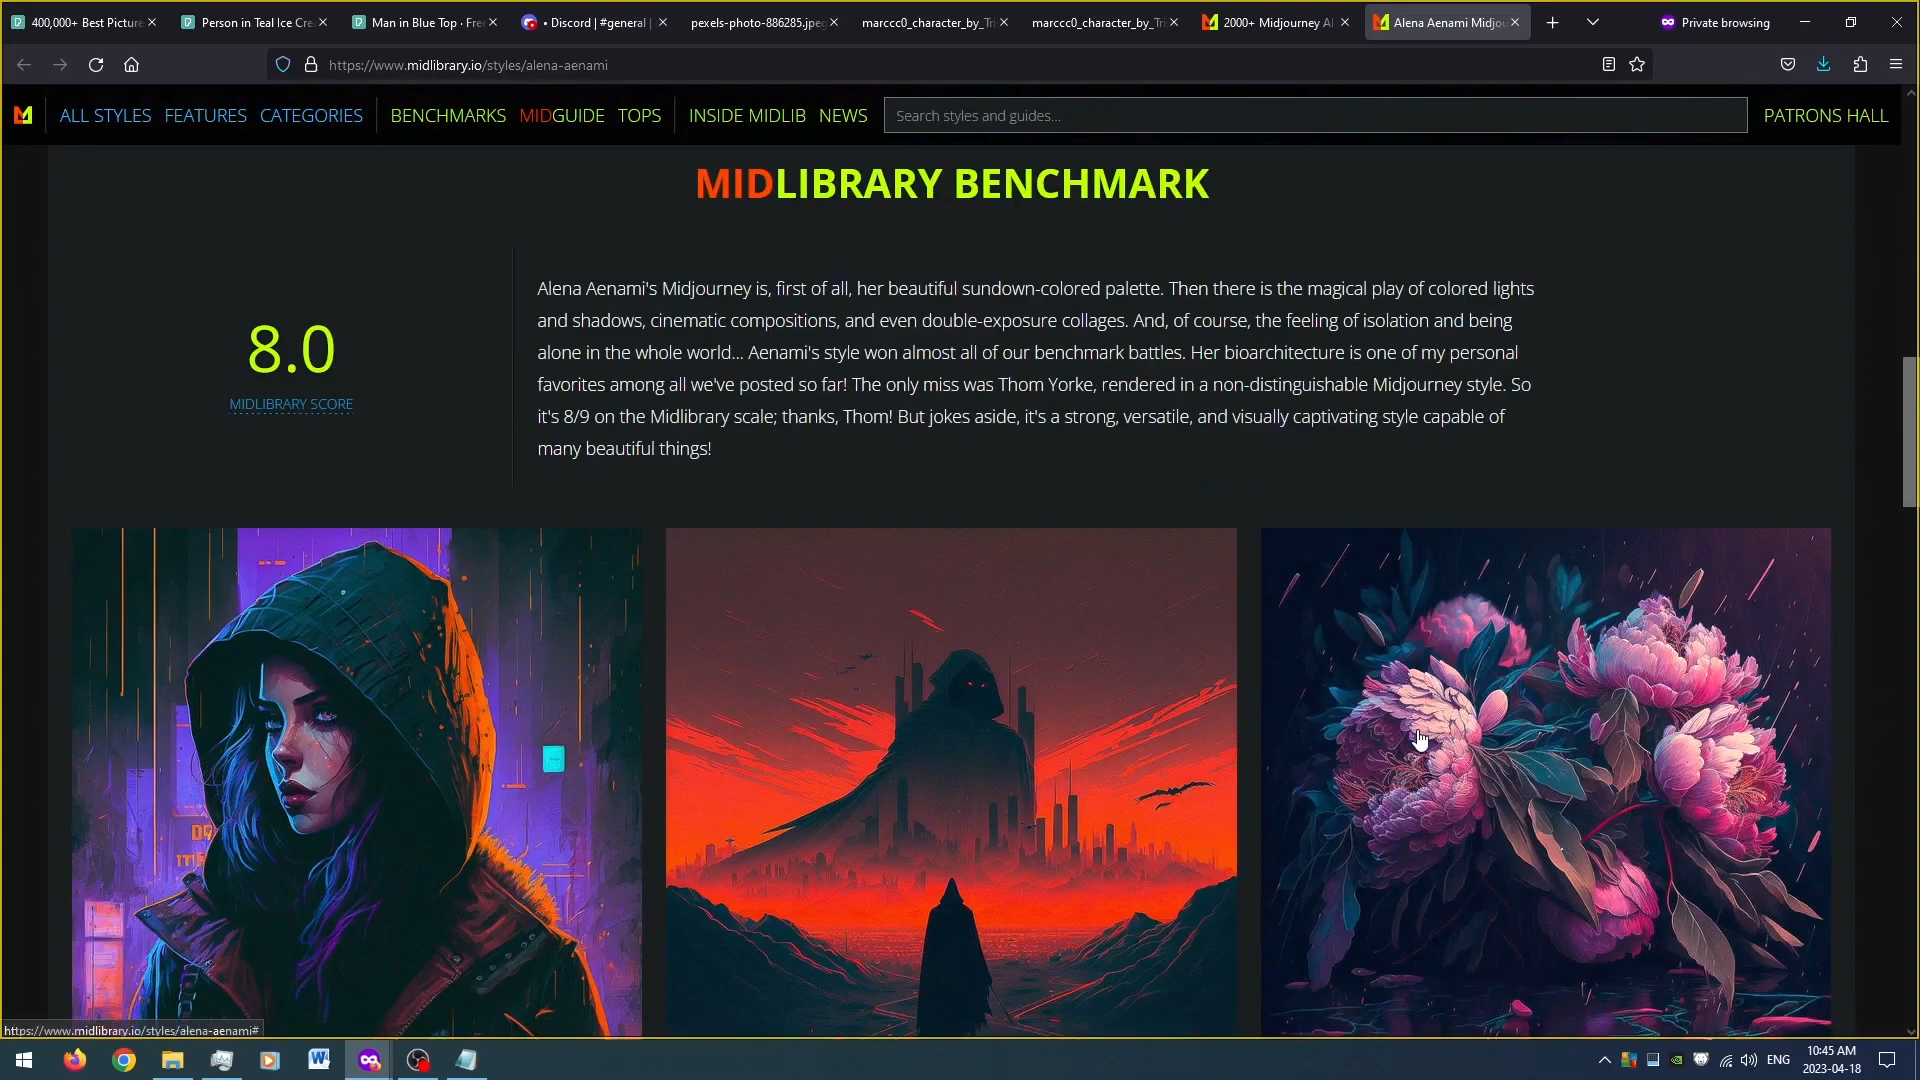 400,000+ Best Picture
Person in Teal Ice Cre
Man in Blue Top · Fre
• Discord | #general |
pexels-photo-886285.jpeg
marccc0_character_by_Tri
marccc0_character_by_Tri
2000+ Midjourney AI
Alena Aenami Midjou
Private browsing
https://www.midlibrary.io/styles/alena-aenami
ALL STYLES FEATURES CATEGORIES BENCHMARKS MIDGUIDE TOPS INSIDE MIDLIB NEWS Search styles and guides... PATRONS HALL
MIDLIBRARY BENCHMARK
8.0
MIDLIBRARY SCORE
Alena Aenami's Midjourney is, first of all, her beautiful sundown-colored palette. Then there is the magical play of colored lights
and shadows, cinematic compositions, and even double-exposure collages. And, of course, the feeling of isolation and being
alone in the whole world... Aenami's style won almost all of our benchmark battles. Her bioarchitecture is one of my personal
favorites among all we've posted so far! The only miss was Thom Yorke, rendered in a non-distinguishable Midjourney style. So
it's 8/9 on the Midlibrary scale; thanks, Thom! But jokes aside, it's a strong, versatile, and visually captivating style capable of
many beautiful things!
https://www.midlibrary.io/styles/alena-aenami#
ENG
10:45 AM
2023-04-18